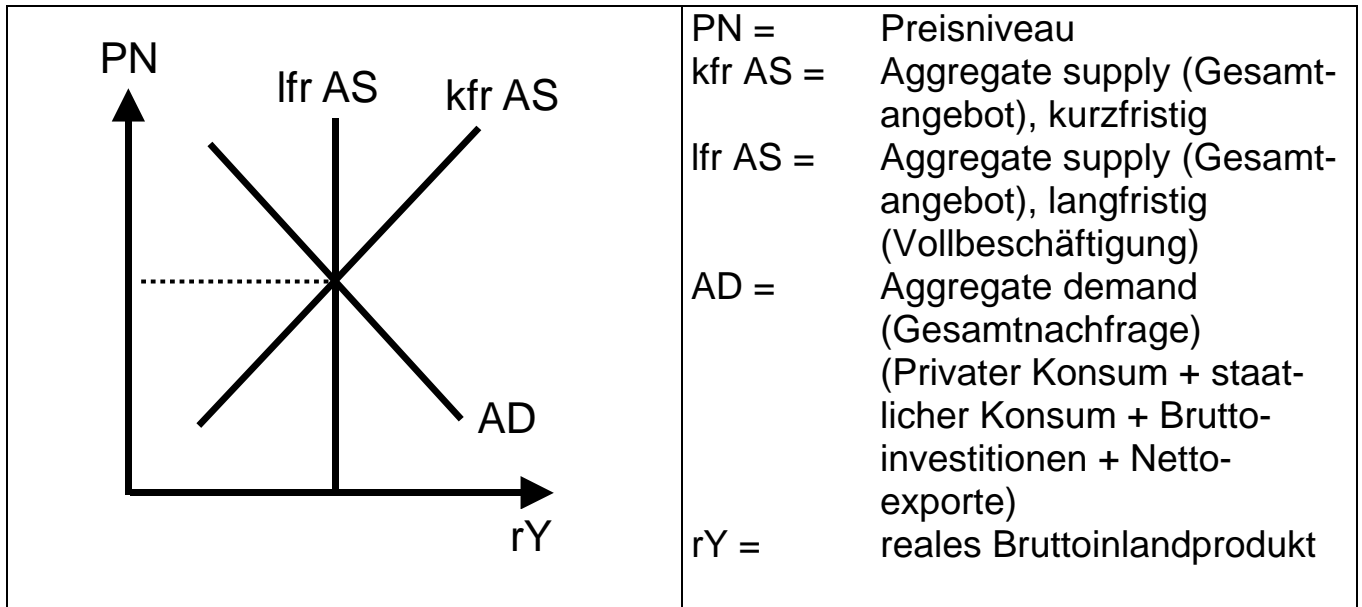 PN
lfr AS
kfr AS
AD
rY
PN = Preisniveau
kfr AS = Aggregate supply (Gesamt-
angebot), kurzfristig
lfr AS = Aggregate supply (Gesamt-
angebot), langfristig
(Vollbeschäftigung)
AD = Aggregate demand
(Gesamtnachfrage)
(Privater Konsum + staat-
licher Konsum + Brutto-
investitionen + Netto-
exporte)
rY = reales Bruttoinlandprodukt